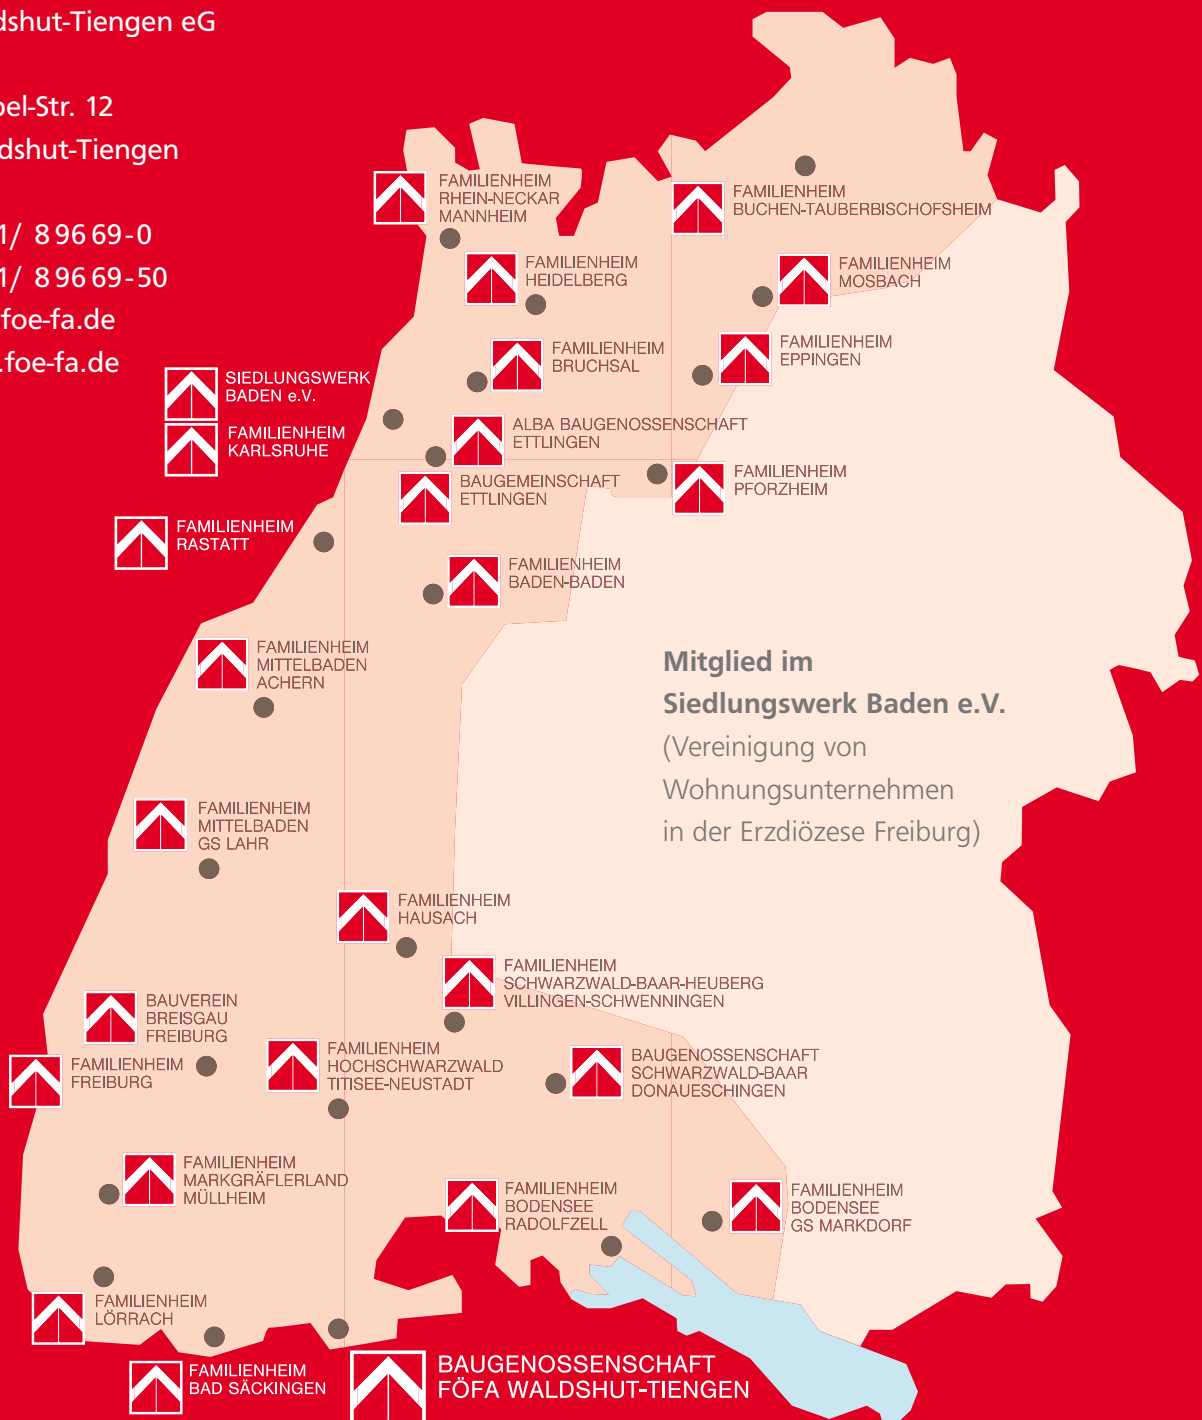 dshut-Tiengen eG
bel-Str. 12
dshut-Tiengen
1/ 8 96 69-0
1/ 8 96 69-50
foe-fa.de
.foe-fa.de
FAMILIENHEIM
RHEIN-NECKAR
MANNHEIM
FAMILIENHEIM
BUCHEN-TAUBERBISCHOFSHEIM
FAMILIENHEIM
HEIDELBERG
FAMILIENHEIM
MOSBACH
FAMILIENHEIM
BRUCHSAL
FAMILIENHEIM
EPPINGEN
SIEDLUNGSWERK
BADEN e.V.
FAMILIENHEIM
KARLSRUHE
ALBA BAUGENOSSENSCHAFT
ETTLINGEN
BAUGEMEINSCHAFT
ETTLINGEN
FAMILIENHEIM
PFORZHEIM
FAMILIENHEIM
RASTATT
FAMILIENHEIM
BADEN-BADEN
FAMILIENHEIM
MITTELBADEN
ACHERN
Mitglied im
Siedlungswerk Baden e.V.
(Vereinigung von
Wohnungsunternehmen
in der Erzdiözese Freiburg)
FAMILIENHEIM
MITTELBADEN
GS LAHR
FAMILIENHEIM
HAUSACH
FAMILIENHEIM
SCHWARZWALD-BAAR-HEUBERG
VILLINGEN-SCHWENNINGEN
BAUVEREIN
BREISGAU
FREIBURG
FAMILIENHEIM
FREIBURG
FAMILIENHEIM
HOCHSCHWARZWALD
TITISEE-NEUSTADT
BAUGENOSSENSCHAFT
SCHWARZWALD-BAAR
DONAUESCHINGEN
FAMILIENHEIM
MARKGRÄFLERLAND
MÜLLHEIM
FAMILIENHEIM
BODENSEE
RADOLFZELL
FAMILIENHEIM
BODENSEE
GS MARKDORF
FAMILIENHEIM
LÖRRACH
FAMILIENHEIM
BAD SÄCKINGEN
BAUGENOSSENSCHAFT
FÖFA WALDSHUT-TIENGEN